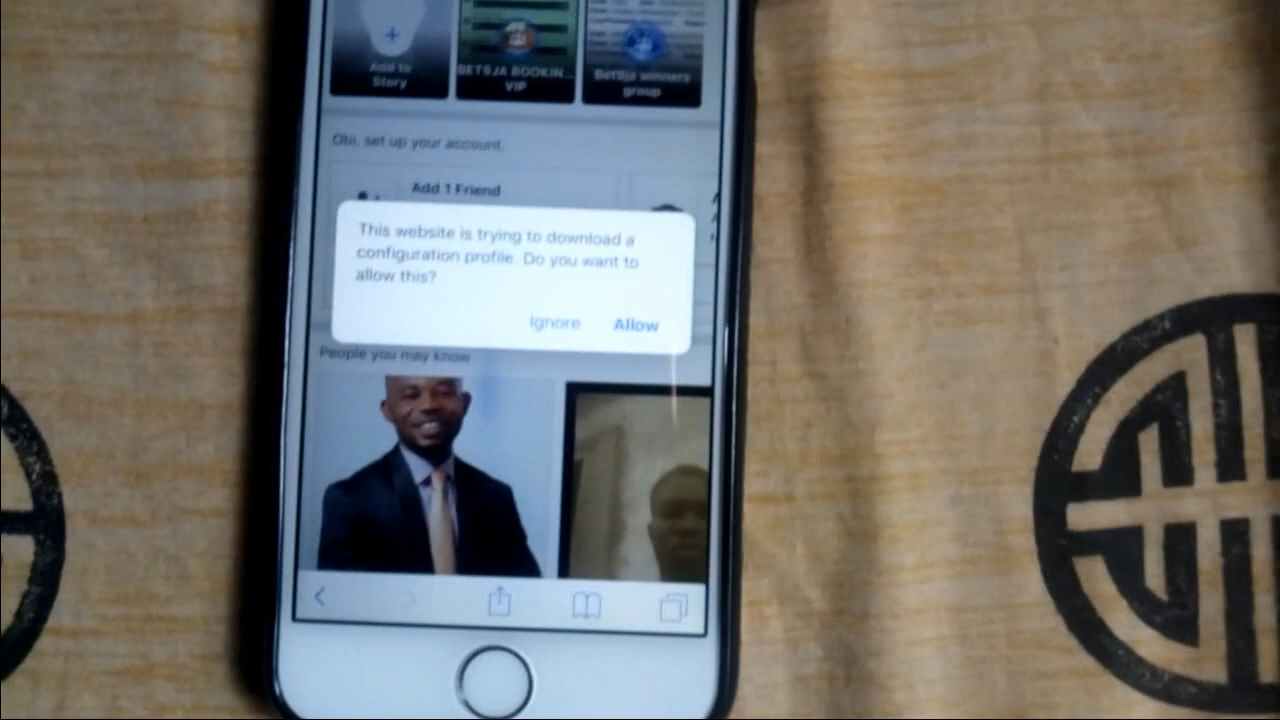 Add to
Story
BET9JA BOOKIN...
VIP
Bet9ja winners
group
Obi, set up your account.
Add 1 Friend
This website is trying to download a
configuration profile. Do you want to
allow this?
Ignore
Allow
People you may know